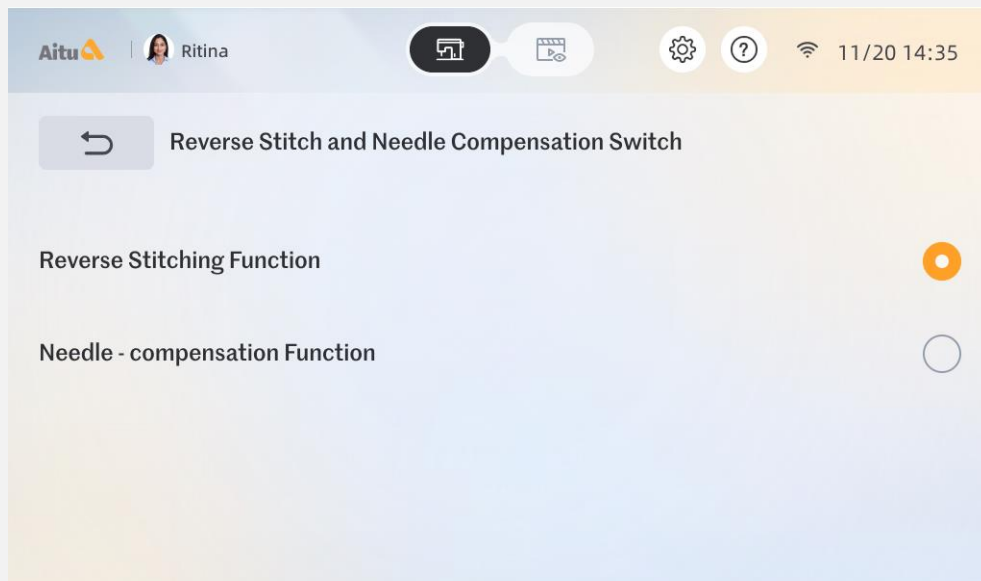 Aitu
Ritina
? 11/20 14:35
Reverse Stitch and Needle Compensation Switch
Reverse Stitching Function
Needle - compensation Function